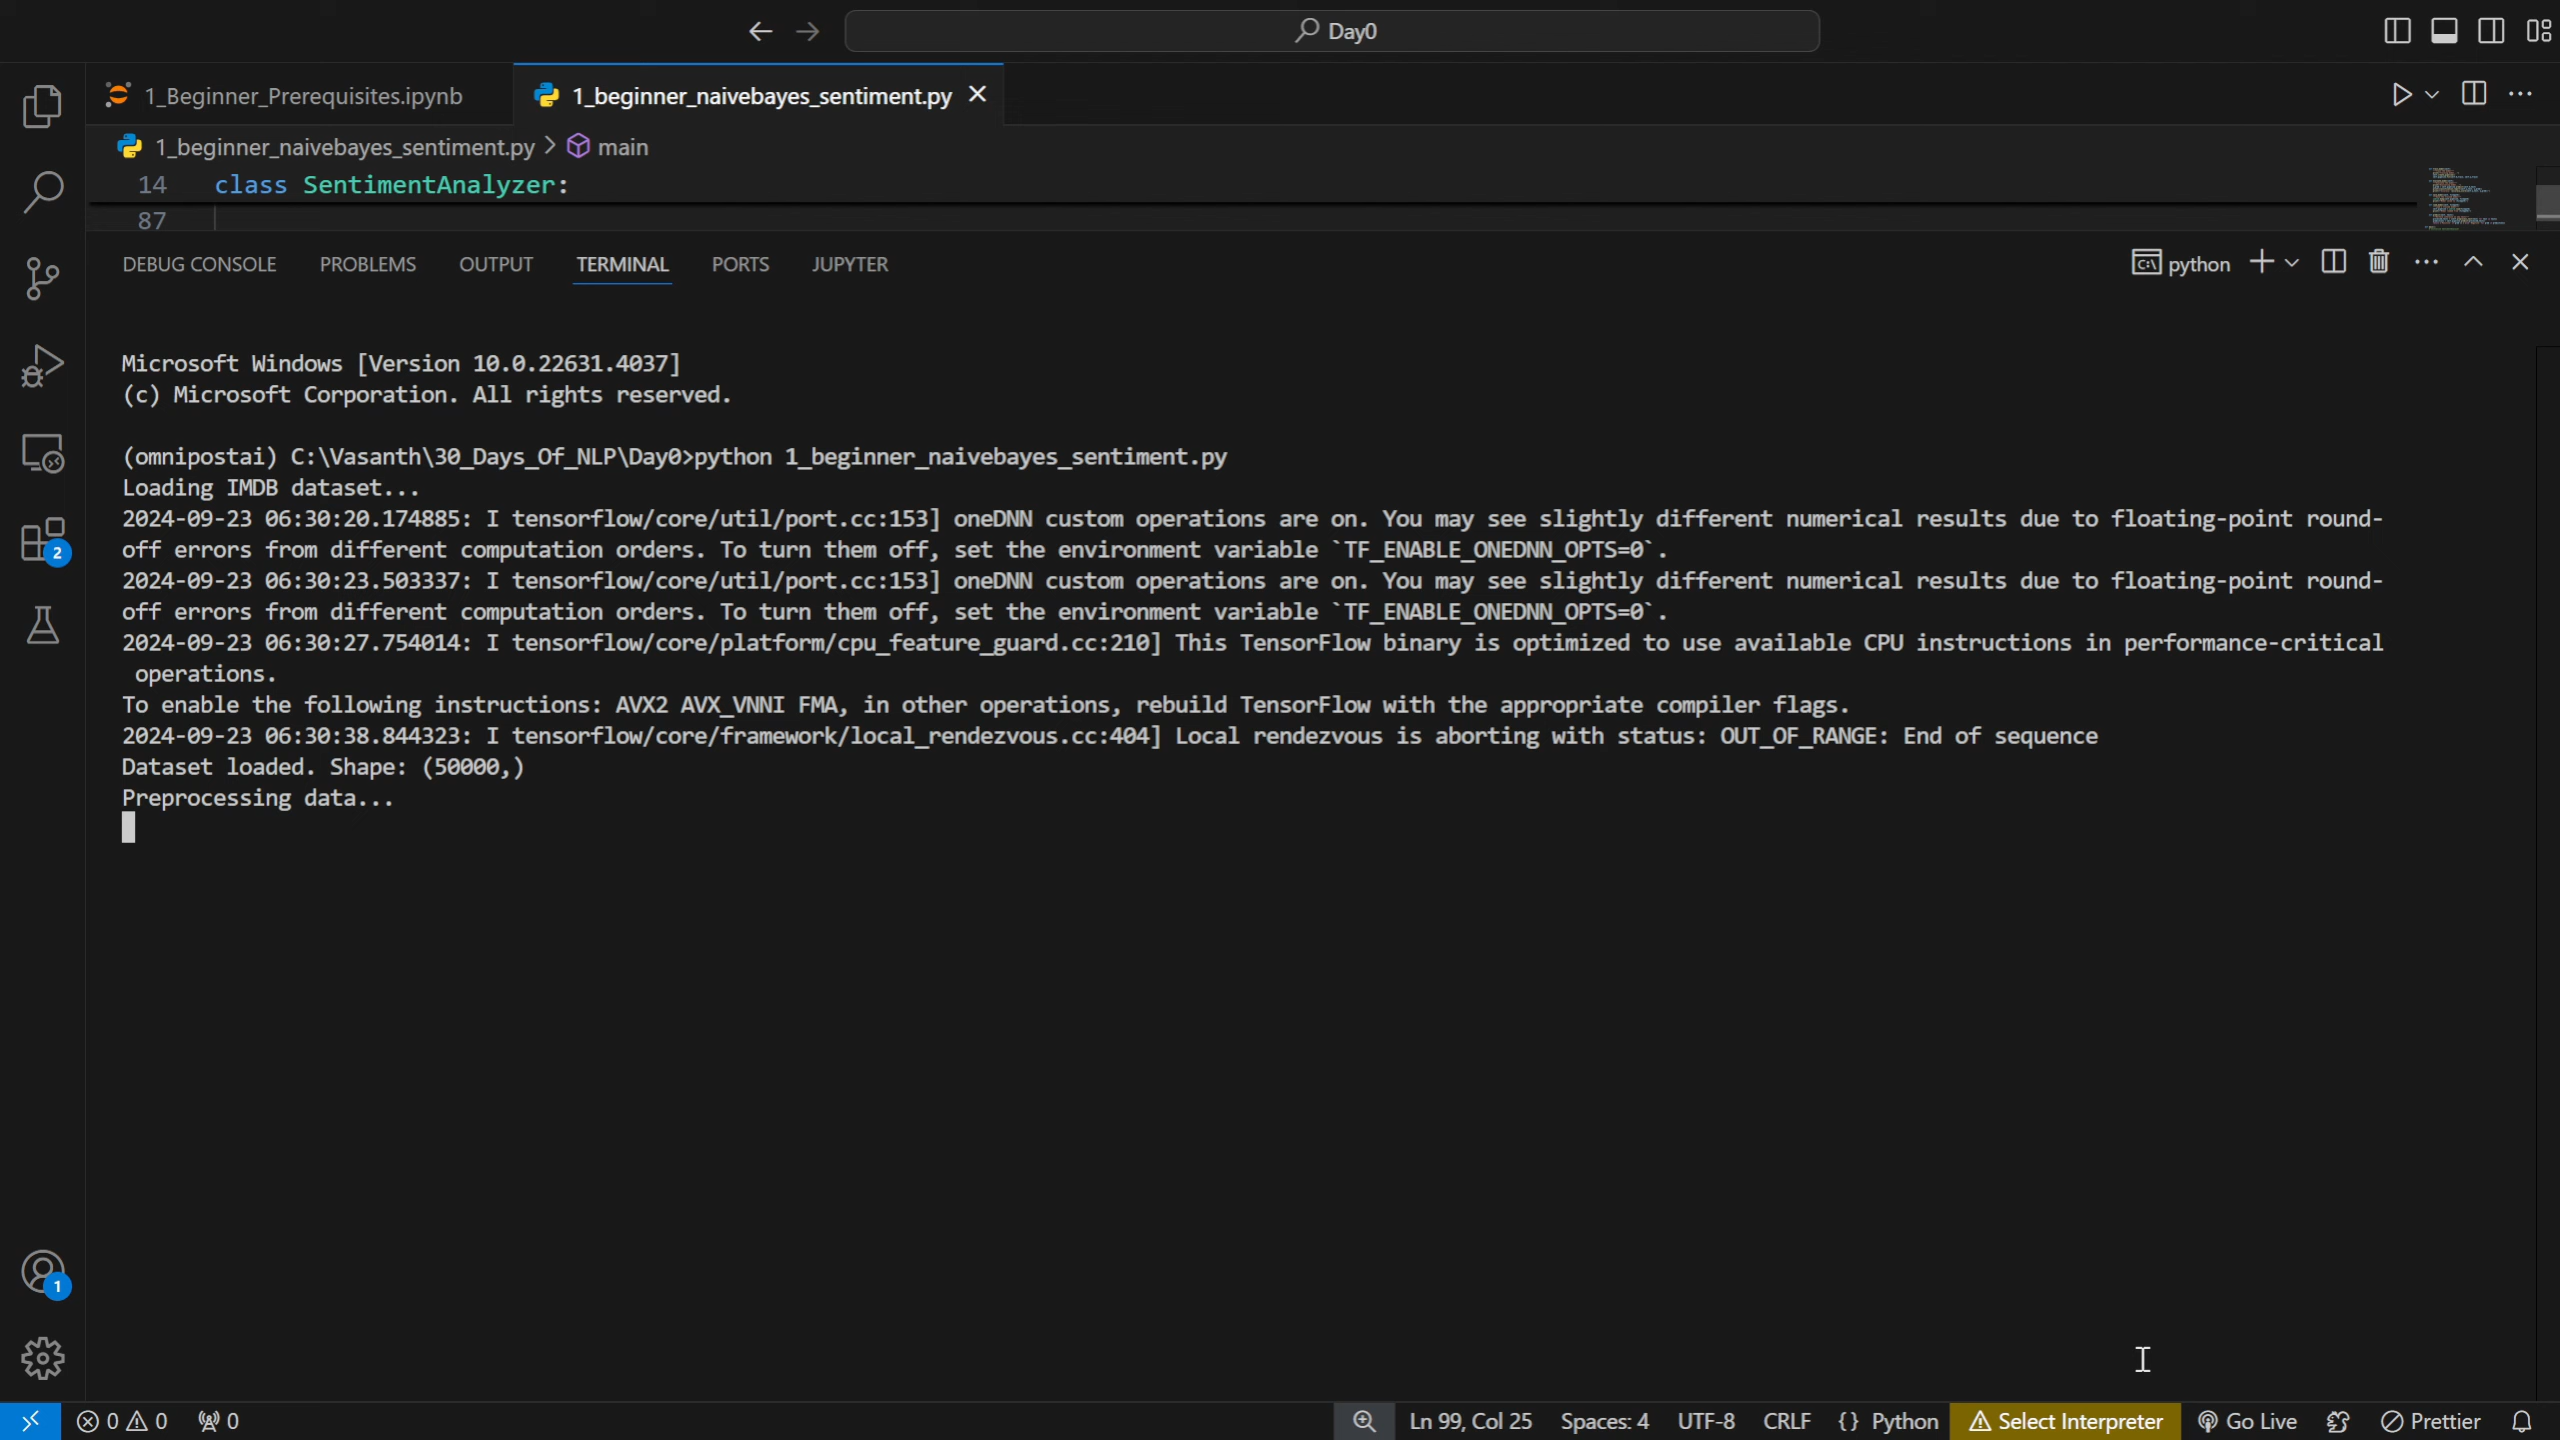 Day0
1_Beginner_Prerequisites.ipynb
1_beginner_naivebayes_sentiment.py
1_beginner_naivebayes_sentiment.py > main
14 class SentimentAnalyzer:
87
DEBUG CONSOLE PROBLEMS OUTPUT TERMINAL PORTS JUPYTER
python
Microsoft Windows [Version 10.0.22631.4037]
(c) Microsoft Corporation. All rights reserved.
(omnipostai) C:\Vasanth\30_Days_Of_NLP\Day0>python 1_beginner_naivebayes_sentiment.py
Loading IMDB dataset...
2024-09-23 06:30:20.174885: I tensorflow/core/util/port.cc:153] oneDNN custom operations are on. You may see slightly different numerical results due to floating-point round-
off errors from different computation orders. To turn them off, set the environment variable `TF_ENABLE_ONEDNN_OPTS=0`.
2024-09-23 06:30:23.503337: I tensorflow/core/util/port.cc:153] oneDNN custom operations are on. You may see slightly different numerical results due to floating-point round-
off errors from different computation orders. To turn them off, set the environment variable `TF_ENABLE_ONEDNN_OPTS=0`.
2024-09-23 06:30:27.754014: I tensorflow/core/platform/cpu_feature_guard.cc:210] This TensorFlow binary is optimized to use available CPU instructions in performance-critical
operations.
To enable the following instructions: AVX2 AVX_VNNI FMA, in other operations, rebuild TensorFlow with the appropriate compiler flags.
2024-09-23 06:30:38.844323: I tensorflow/core/framework/local_rendezvous.cc:404] Local rendezvous is aborting with status: OUT_OF_RANGE: End of sequence
Dataset loaded. Shape: (50000,)
Preprocessing data...
2
1
0 0 0 Ln 99, Col 25 Spaces: 4 UTF-8 CRLF {} Python Select Interpreter Go Live Prettier